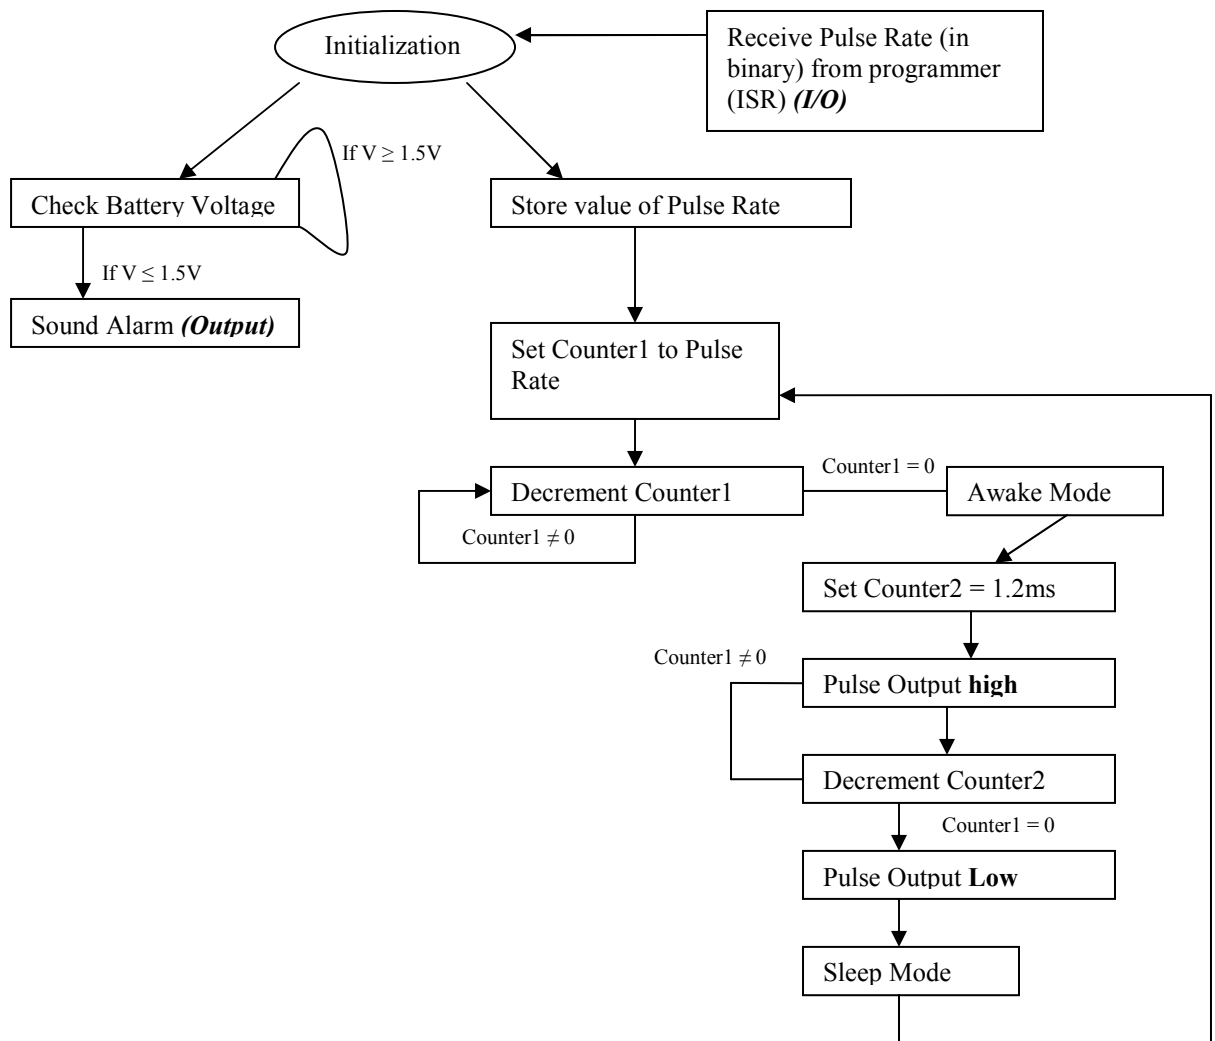 Initialization
Receive Pulse Rate (in
binary) from programmer
(ISR) (I/O)
If V ≥ 1.5V
Check Battery Voltage
Store value of Pulse Rate
If V ≤ 1.5V
Sound Alarm (Output)
Set Counter1 to Pulse
Rate
Counter1 = 0
Decrement Counter1
Awake Mode
Counter1 ≠ 0
Set Counter2 = 1.2ms
Counter1 ≠ 0
Pulse Output high
Decrement Counter2
Counter1 = 0
Pulse Output Low
Sleep Mode